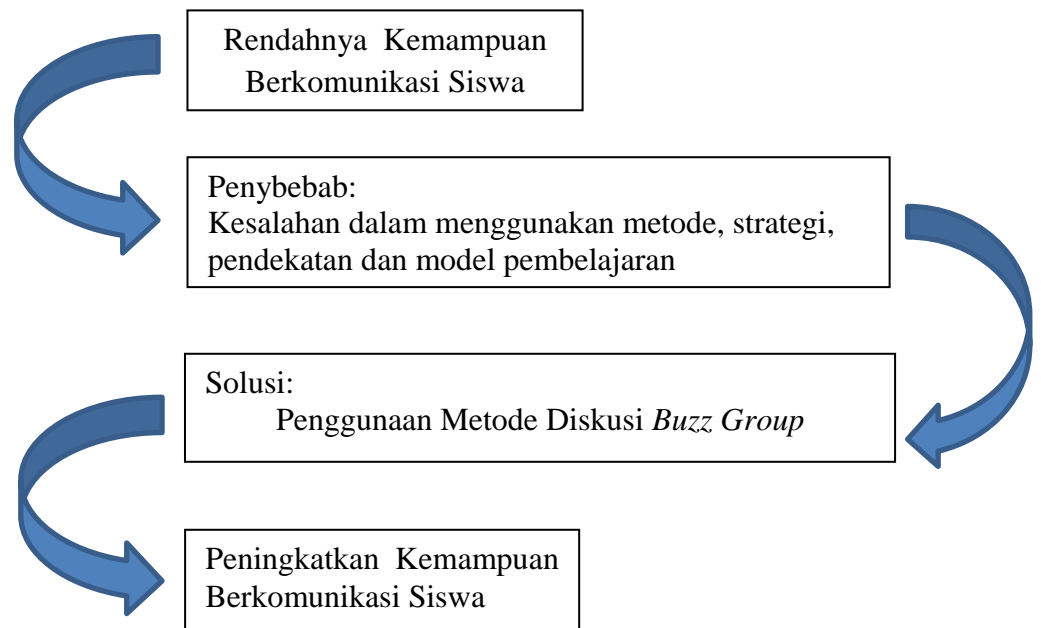 Rendahnya Kemampuan
Berkomunikasi Siswa
Penybebab:
Kesalahan dalam menggunakan metode, strategi,
pendekatan dan model pembelajaran
Solusi:
Penggunaan Metode Diskusi Buzz Group
Peningkatkan Kemampuan
Berkomunikasi Siswa